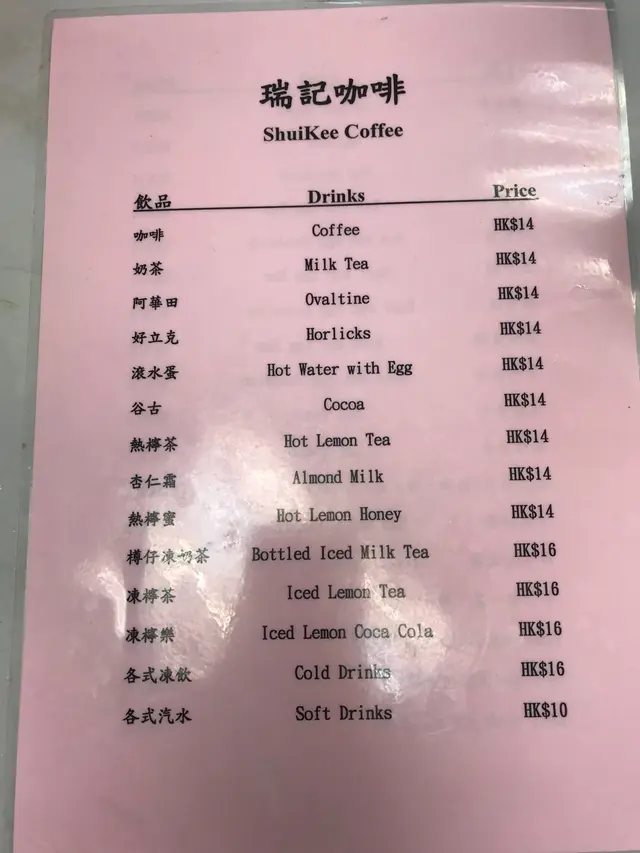 瑞記咖啡
ShuiKee Coffee
飲品 Drinks Price
咖啡 Coffee HK$14
奶茶 Milk Tea HK$14
阿華田 Ovaltine HK$14
好立克 Horlicks HK$14
滾水蛋 Hot Water with Egg HK$14
谷古 Cocoa HK$14
熱檸茶 Hot Lemon Tea HK$14
杏仁霜 Almond Milk HK$14
熱檸蜜 Hot Lemon Honey HK$14
樽仔凍奶茶 Bottled Iced Milk Tea HK$16
凍檸茶 Iced Lemon Tea HK$16
凍檸樂 Iced Lemon Coca Cola HK$16
各式凍飲 Cold Drinks HK$16
各式汽水 Soft Drinks HK$10